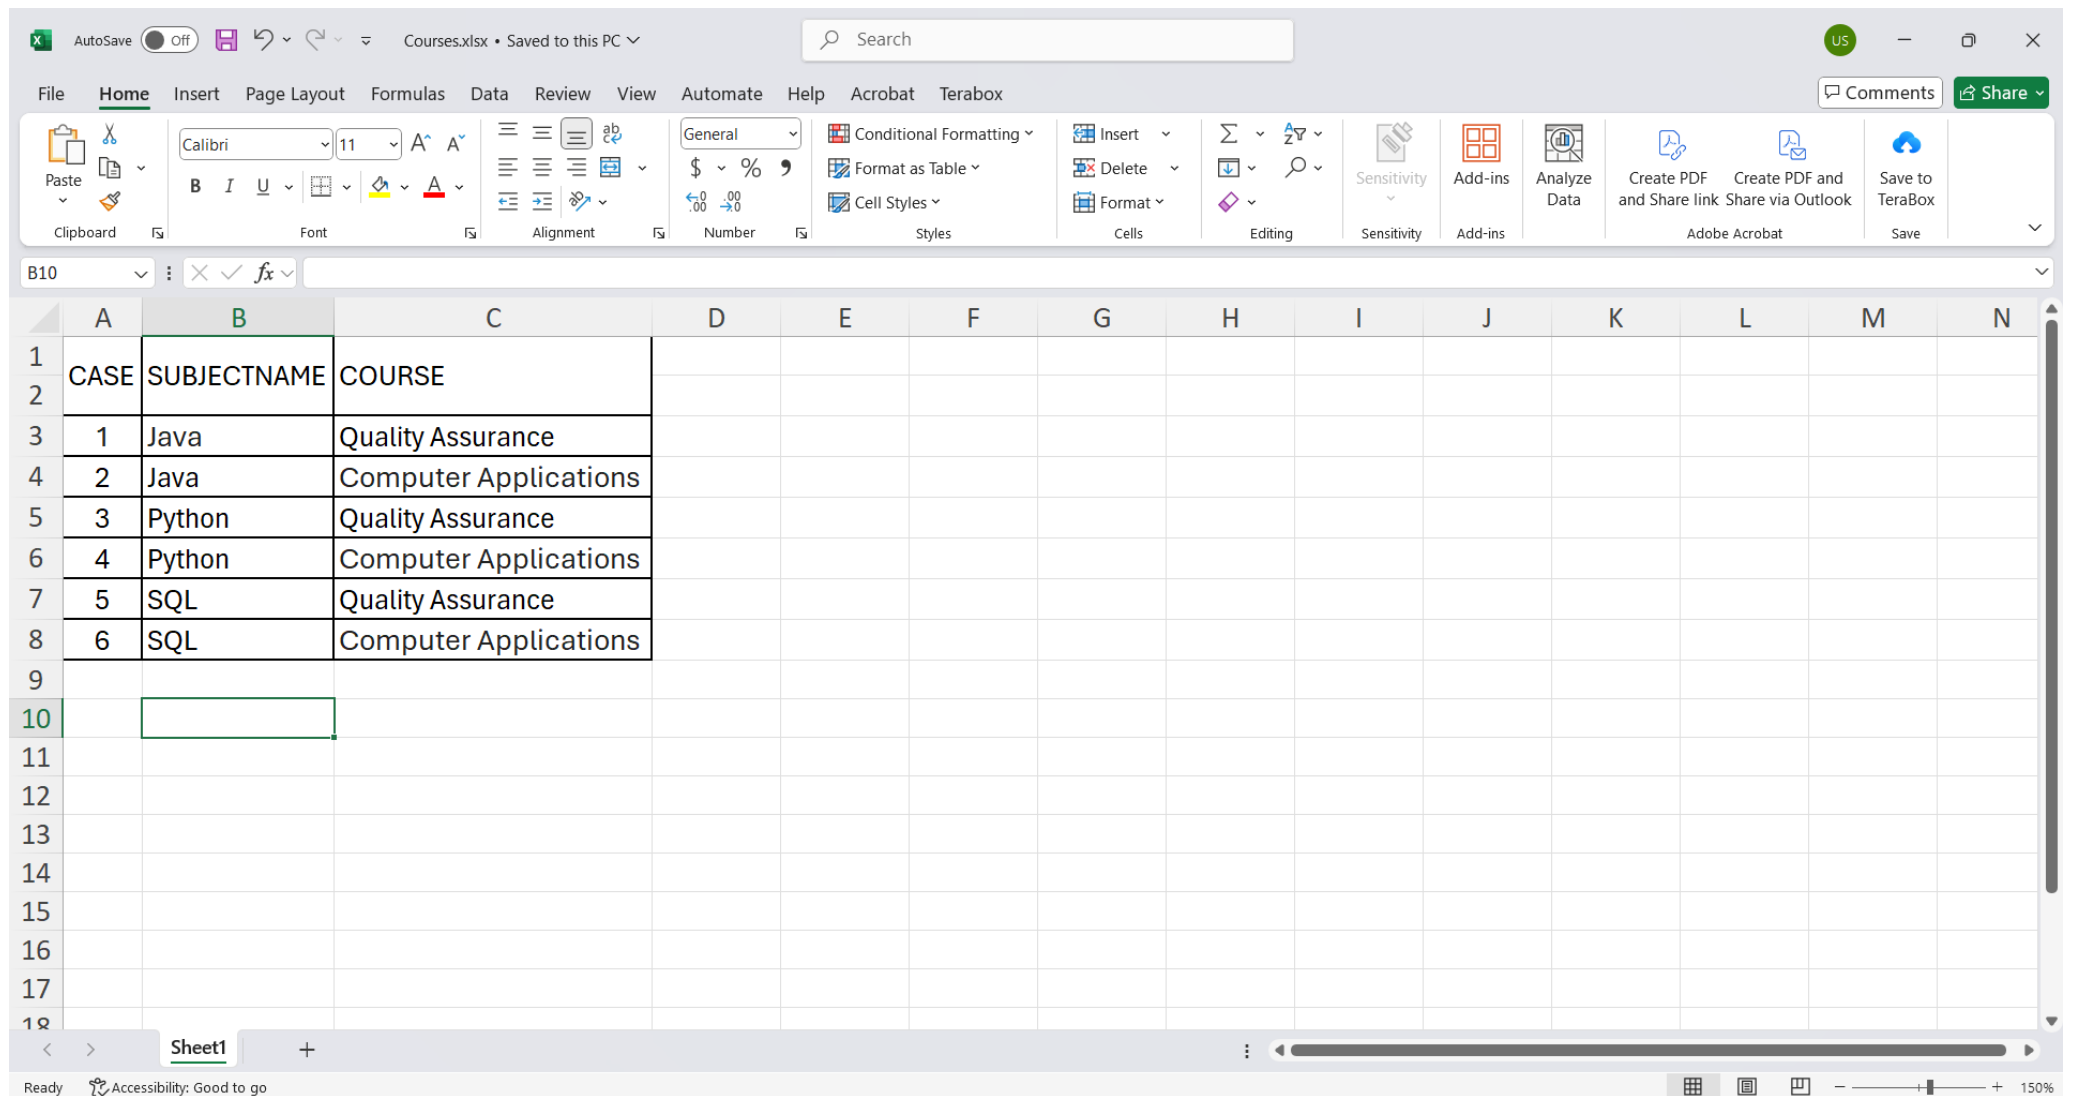 AutoSave Off Courses.xlsx • Saved to this PC Search US
File Home Insert Page Layout Formulas Data Review View Automate Help Acrobat Terabox Comments Share
Paste
Clipboard
Calibri 11
B I U
Font
ab
Alignment
General
$ % 9
Number
Conditional Formatting
Format as Table
Cell Styles
Styles
Insert
Delete
Format
Cells
Editing
Sensitivity
Sensitivity
Add-ins
Add-ins
Analyze
Data
Create PDF
and Share link
Create PDF and
Share via Outlook
Adobe Acrobat
Save to
TeraBox
Save
B10 fx
A B C D E F G H I J K L M N
1
CASE SUBJECTNAME COURSE
2
3 1 Java Quality Assurance
4 2 Java Computer Applications
5 3 Python Quality Assurance
6 4 Python Computer Applications
7 5 SQL Quality Assurance
8 6 SQL Computer Applications
9
10
11
12
13
14
15
16
17
18
Sheet1
Ready Accessibility: Good to go 150%